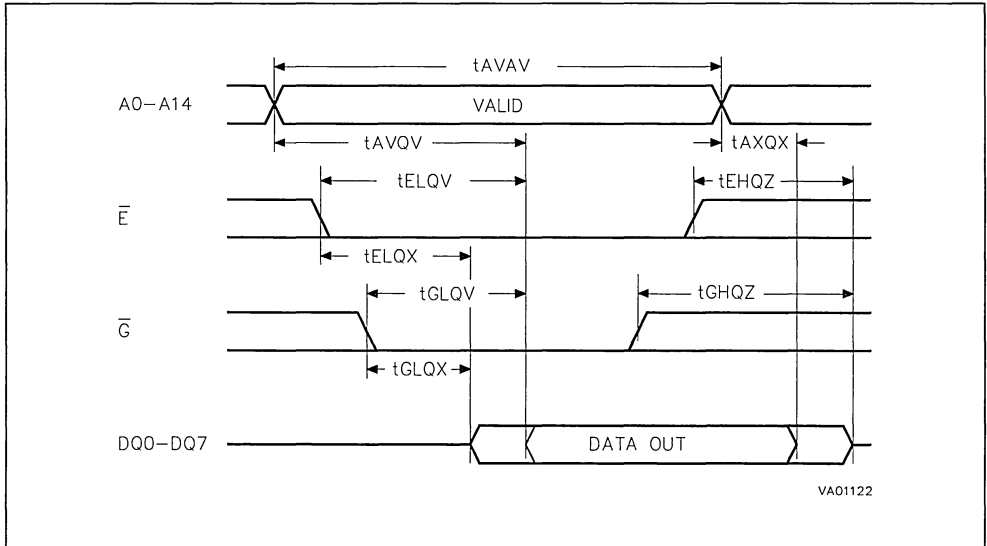 tAVAV
A0-A14
VALID
tAVQV
tAXQX
tELQV
tEHQZ
E̅
tELQX
tGLQV
tGHQZ
G̅
tGLQX
DQ0-DQ7
DATA OUT
VA01122